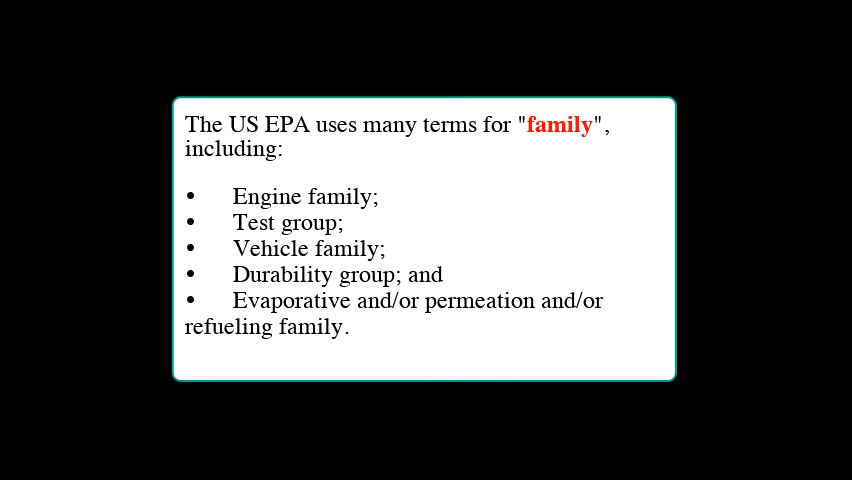 The US EPA uses many terms for "family",
including:
• Engine family;
• Test group;
• Vehicle family;
• Durability group; and
• Evaporative and/or permeation and/or
refueling family.